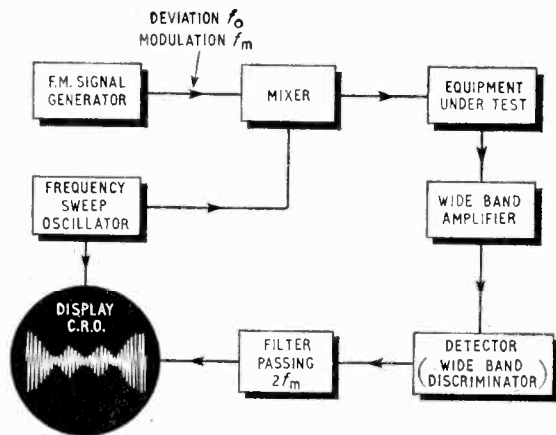 DEVIATION fo
MODULATION fm
F.M. SIGNAL
GENERATOR
MIXER
EQUIPMENT
UNDER TEST
FREQUENCY
SWEEP
OSCILLATOR
WIDE BAND
AMPLIFIER
DISPLAY
C.R.O.
FILTER
PASSING
2fm
DETECTOR
(WIDE BAND
DISCRIMINATOR)